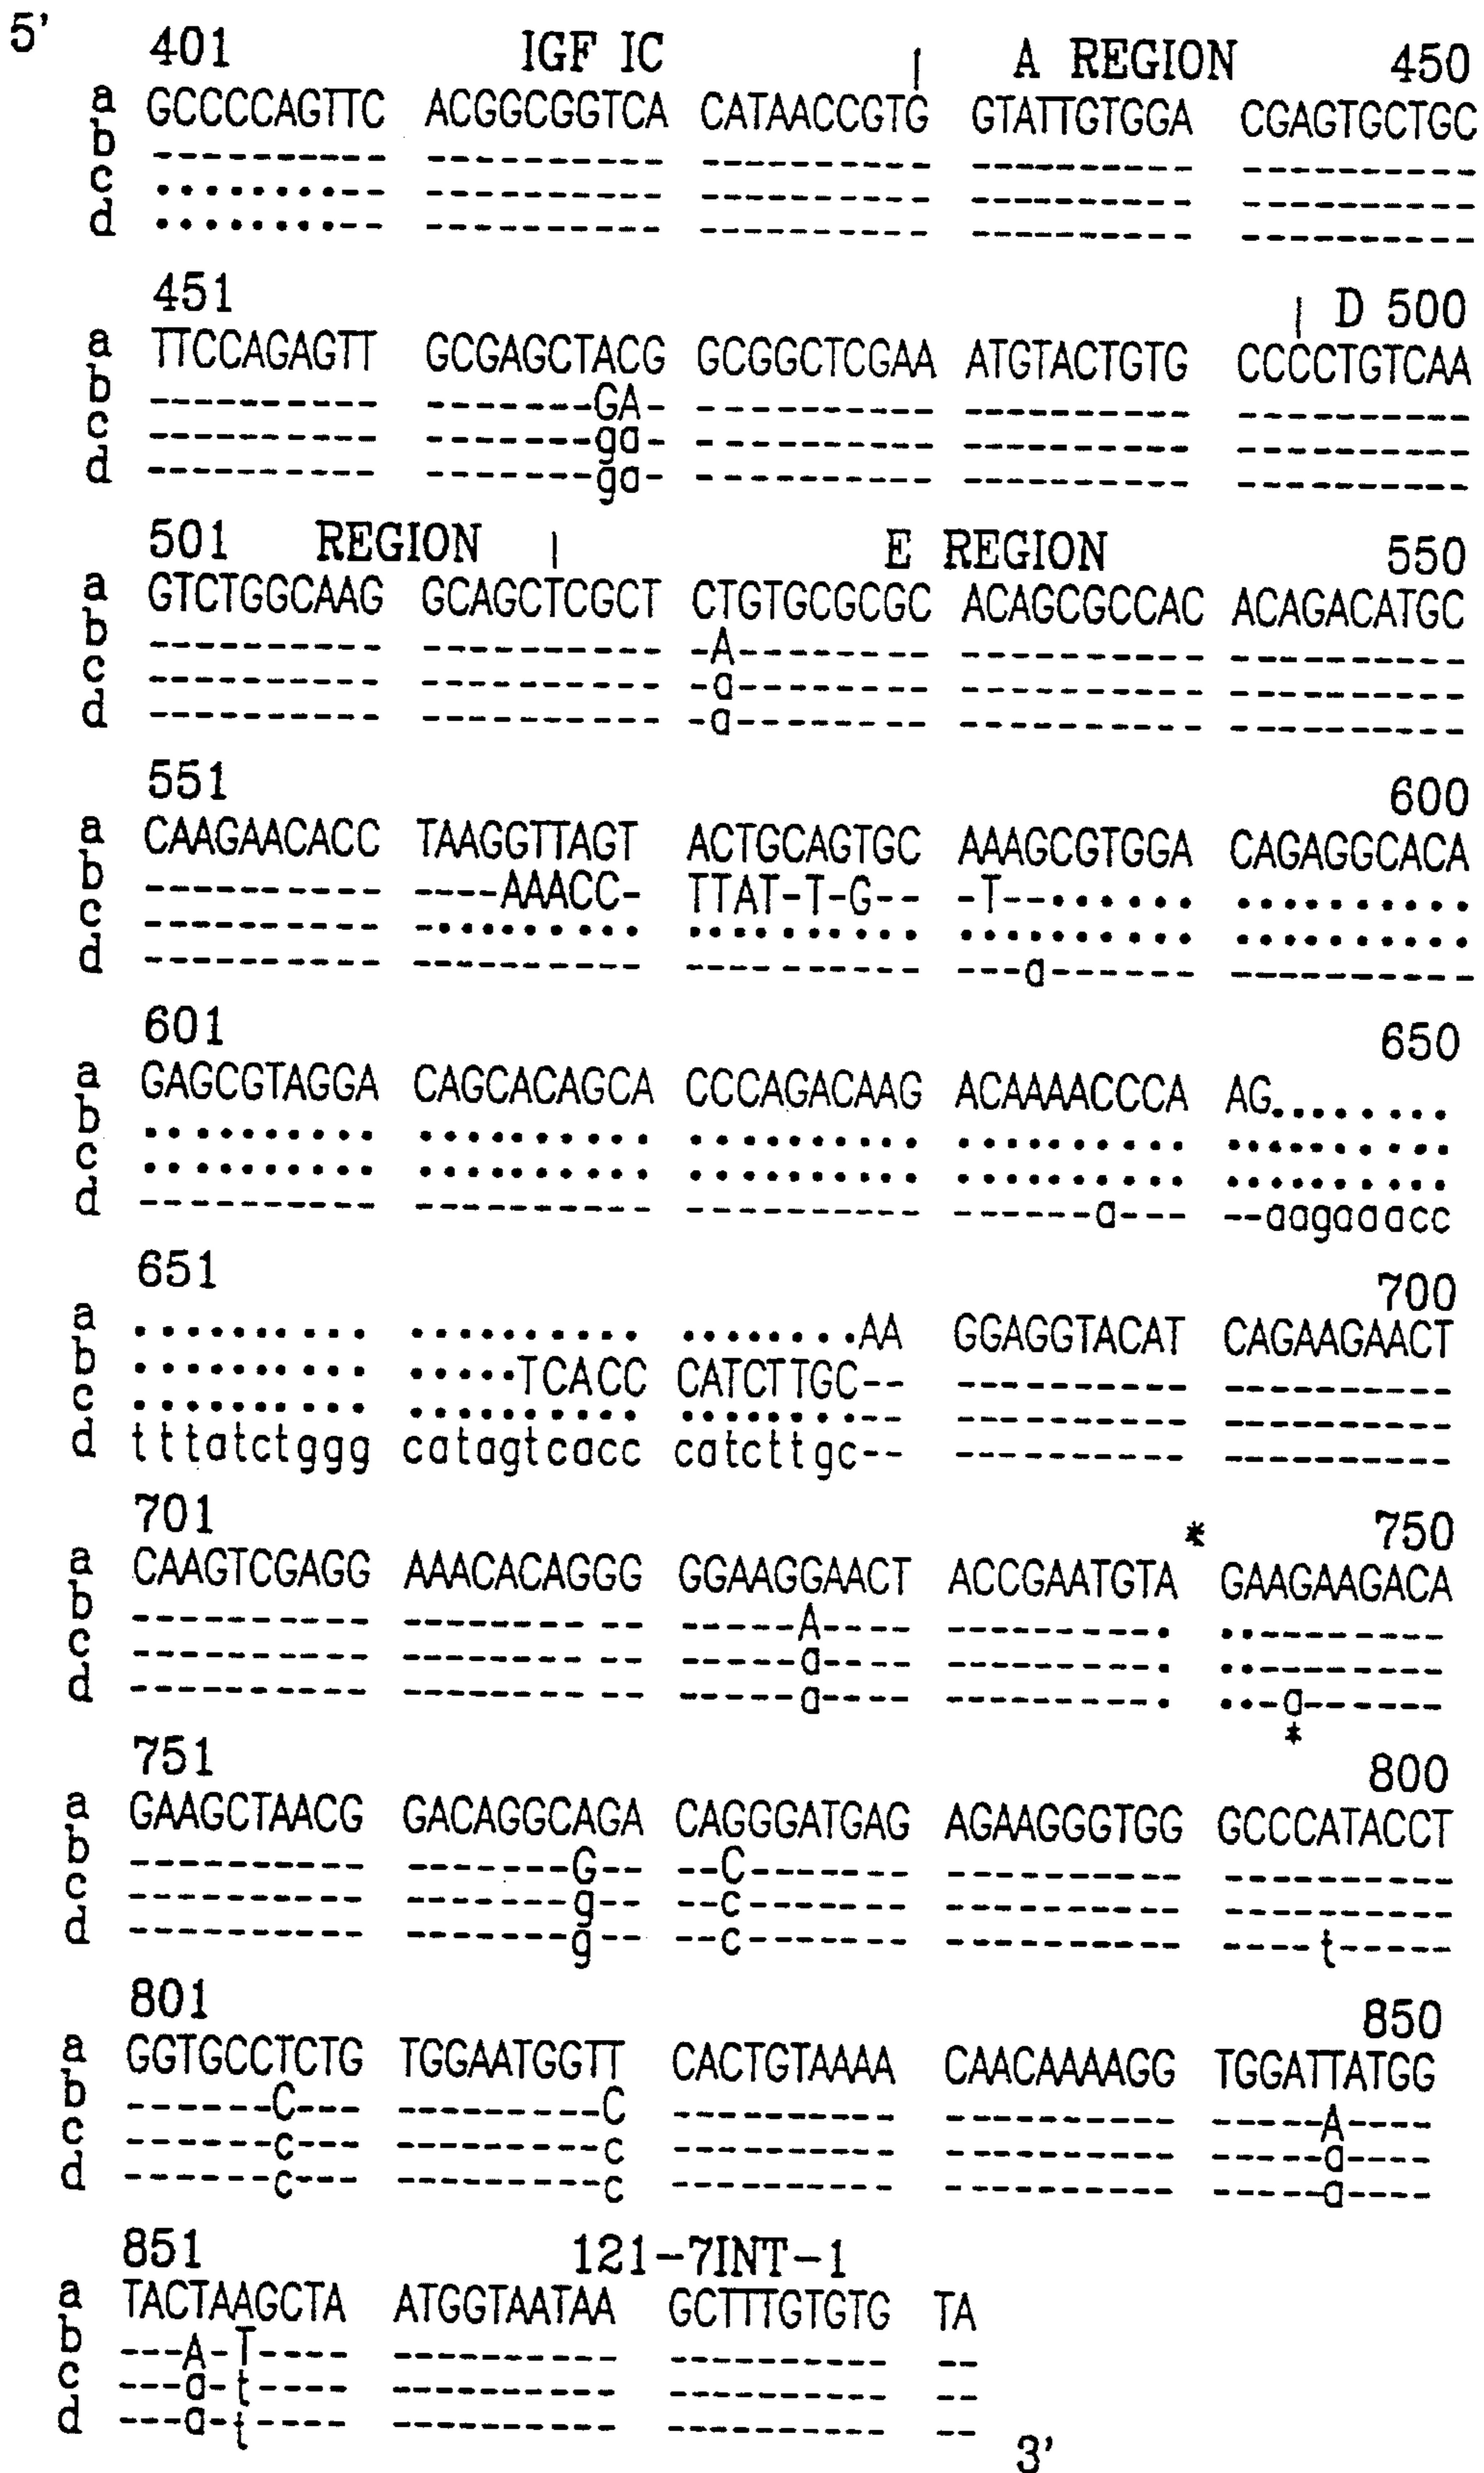 5'
401 IGF IC | A REGION 450
a GCCCCAGTTC ACGGCGGTCA CATAACCGTG GTATTGTGGA CGAGTGCTGC
b ---------- ---------- ---------- ---------- ----------
c ••••••••-- ---------- ---------- ---------- ----------
d ••••••••-- ---------- ---------- ---------- ----------
451 | D 500
a TTCCAGAGTT GCGAGCTACG GCGGCTCGAA ATGTACTGTG CCCCTGTCAA
b ---------- -------GA- ---------- ---------- ----------
c ---------- -------ga- ---------- ---------- ----------
d ---------- -------ga- ---------- ---------- ----------
501 REGION | E REGION 550
a GTCTGGCAAG GCAGCTCGCT CTGTGCGCGC ACAGCGCCAC ACAGACATGC
b ---------- ---------- -A-------- ---------- ----------
c ---------- ---------- -a-------- ---------- ----------
d ---------- ---------- -a-------- ---------- ----------
551 600
a CAAGAACACC TAAGGTTAGT ACTGCAGTGC AAAGCGTGGA CAGAGGCACA
b ---------- ----AAACC- TTAT-T-G-- -T--•••••• ••••••••••
c ---------- -••••••••• •••••••••• •••••••••• ••••••••••
d ---------- ---------- ---------- ---a------ ----------
601 650
a GAGCGTAGGA CAGCACAGCA CCCAGACAAG ACAAAACCCA AG••••••••
b •••••••••• •••••••••• •••••••••• •••••••••• ••••••••••
c •••••••••• •••••••••• •••••••••• •••••••••• ••••••••••
d ---------- ---------- ---------- ------a--- --aagaaacc
651 700
a •••••••••• •••••••••• ••••••••AA GGAGGTACAT CAGAAGAACT
b •••••••••• •••••TCACC CATCTTGC-- ---------- ----------
c •••••••••• •••••••••• ••••••••-- ---------- ----------
d tttatctggg catagtcacc catcttgc-- ---------- ----------
701 * 750
a CAAGTCGAGG AAACACAGGG GGAAGGAACT ACCGAATGTA GAAGAAGACA
b ---------- ---------- -----A---- ---------• ••--------
c ---------- ---------- -----a---- ---------• ••--------
d ---------- ---------- -----a---- ---------• ••-a------
*
751 800
a GAAGCTAACG GACAGGCAGA CAGGGATGAG AGAAGGGTGG GCCCATACCT
b ---------- -------G-- --C------- ---------- ----------
c ---------- -------g-- --c------- ---------- ----------
d ---------- -------g-- --c------- ---------- ----t-----
801 850
a GGTGCCTCTG TGGAATGGTT CACTGTAAAA CAACAAAAGG TGGATTATGG
b ------C--- ---------C ---------- ---------- -----A----
c ------c--- ---------c ---------- ---------- -----a----
d ------c--- ---------c ---------- ---------- -----a----
851 121-7INT-1
a TACTAAGCTA ATGGTAATAA GCTTTGTGTG TA
b ---A-T---- ---------- ---------- --
c ---a-t---- ---------- ---------- --
d ---a-t---- ---------- ---------- --
3'